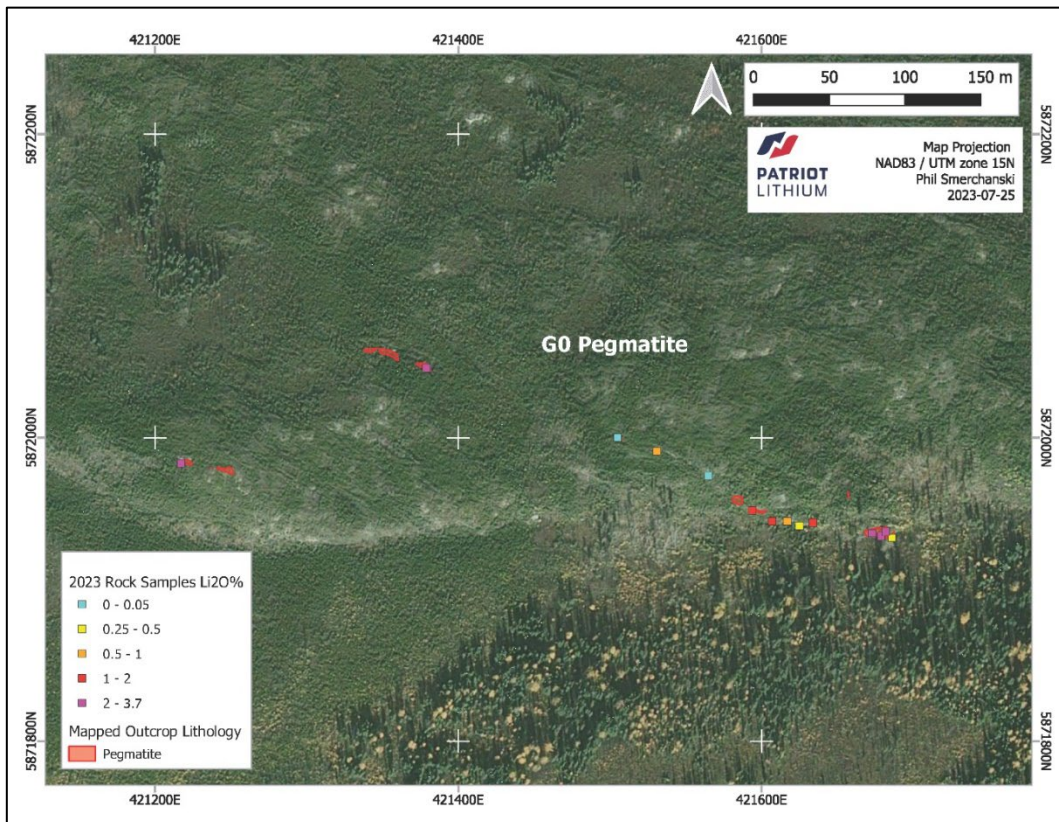 421200E 421400E 421600E
0 50 100 150 m
5872200N 5872200N
PATRIOT
LITHIUM
Map Projection
NAD83 / UTM zone 15N
Phil Smerchanski
2023-07-25
G0 Pegmatite
5872000N 5872000N
2023 Rock Samples Li2O%
0 - 0.05
0.25 - 0.5
0.5 - 1
1 - 2
2 - 3.7
Mapped Outcrop Lithology
Pegmatite
5871800N 5871800N
421200E 421400E 421600E